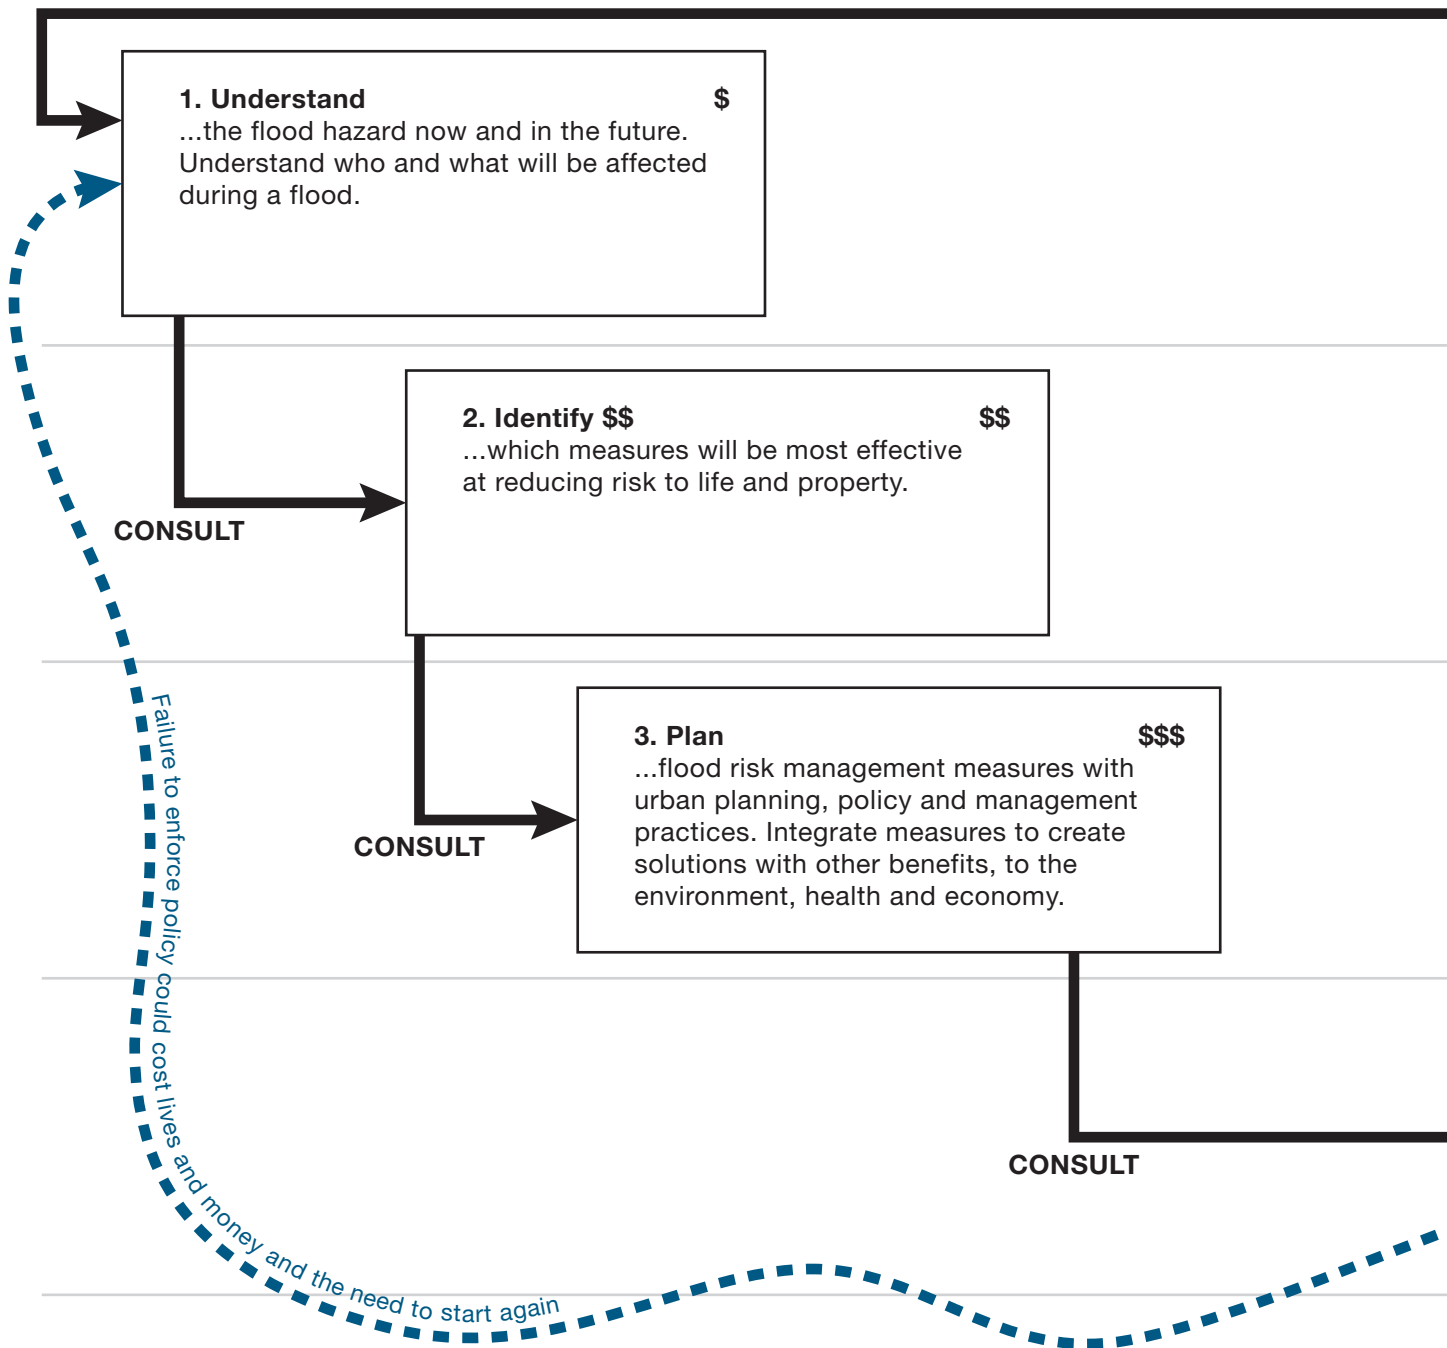 1. Understand $
...the flood hazard now and in the future.
Understand who and what will be affected
during a flood.
2. Identify $$ $$
...which measures will be most effective
at reducing risk to life and property.
CONSULT
3. Plan $$$
...flood risk management measures with
urban planning, policy and management
practices. Integrate measures to create
solutions with other benefits, to the
environment, health and economy.
CONSULT
CONSULT
Failure to enforce policy could cost lives and money and the need to start again